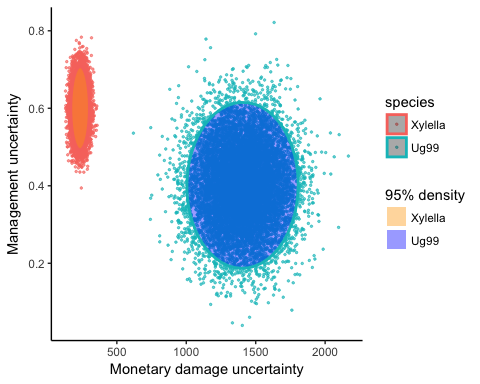 0.8
0.6
0.4
0.2
Management uncertainty
500
1000
1500
2000
Monetary damage uncertainty
species
Xylella
Ug99
95% density
Xylella
Ug99